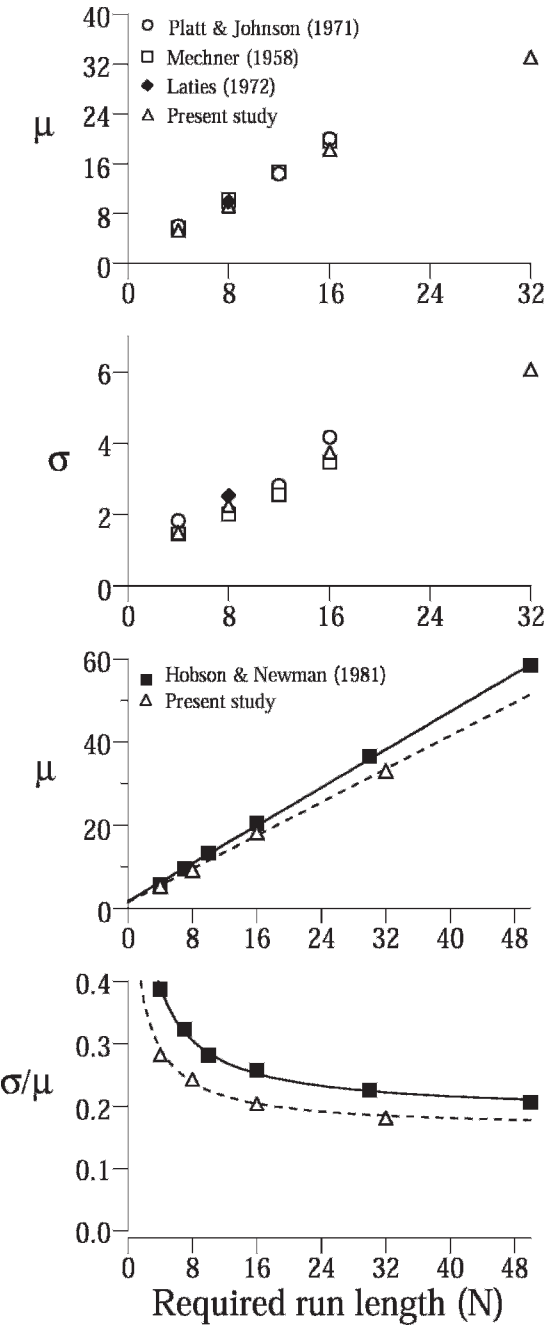 40
32
24
16
8
0
μ
Platt & Johnson (1971)
Mechner (1958)
Laties (1972)
Present study
0 8 16 24 32
6
4
2
0
σ
0 8 16 24 32
60
40
20
0
μ
Hobson & Newman (1981)
Present study
0 8 16 24 32 40 48
0.4
0.3
0.2
0.1
0.0
σ/μ
0 8 16 24 32 40 48
Required run length (N)